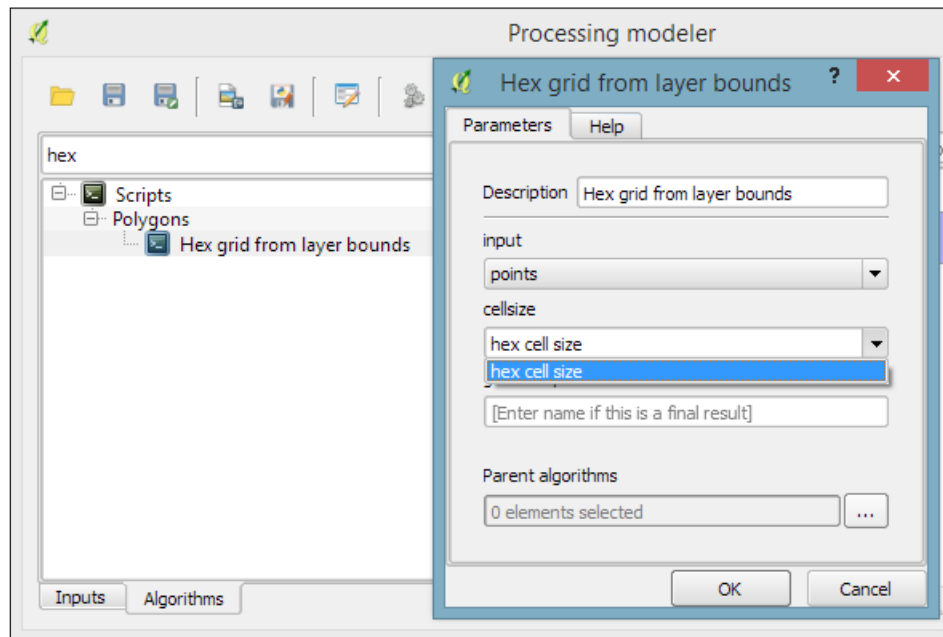 Processing modeler
hex
Scripts
Polygons
Hex grid from layer bounds
Inputs
Algorithms
Hex grid from layer bounds
?
Parameters
Help
Description
Hex grid from layer bounds
input
points
cellsize
hex cell size
hex cell size
[Enter name if this is a final result]
Parent algorithms
0 elements selected
...
OK
Cancel